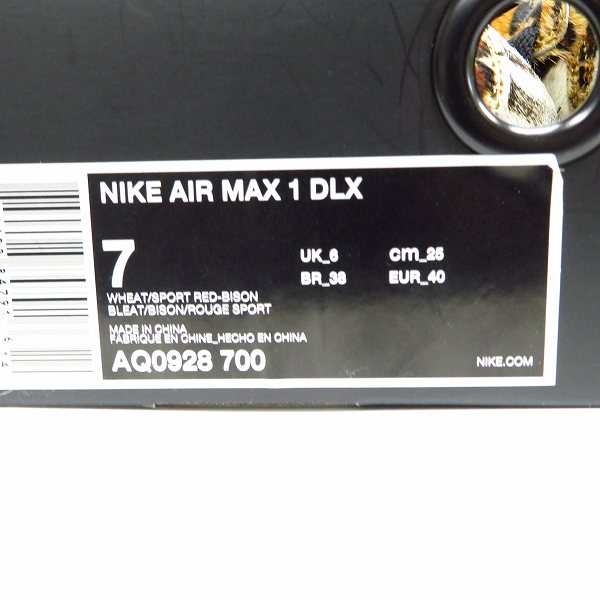 NIKE AIR MAX 1 DLX
7
UK_6 cm_25
BR_38 EUR_40
WHEAT/SPORT RED-BISON
BLEAT/BISON/ROUGE SPORT
MADE IN CHINA
FABRIQUÉ EN CHINE_HECHO EN CHINA
AQ0928 700
NIKE.COM